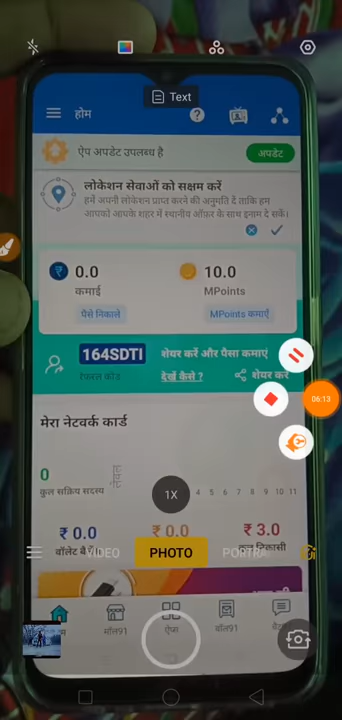 Text
होम
ऐप अपडेट उपलब्ध है
अपडेट
लोकेशन सेवाओं को सक्षम करें
हमें अपनी लोकेशन प्राप्त करने की अनुमति दें ताकि हम
आपको आपके शहर में स्थानीय ऑफ़र के साथ इनाम दे सकें।
₹ 0.0
10.0
कमाई
MPoints
पैसे निकाले
MPoints कमाएँ
164SDTI
शेयर करें और पैसा कमाएं
रेफरल कोड
देखें कैसे ?
शेयर करें
06:13
मेरा नेटवर्क कार्ड
0
कुल सक्रिय सदस्य
1X
4 5 6 7 8 9 10 11
₹ 0.0
₹ 0.0
₹ 3.0
VIDEO
PHOTO
निकासी
ऐप्स
मॉल91